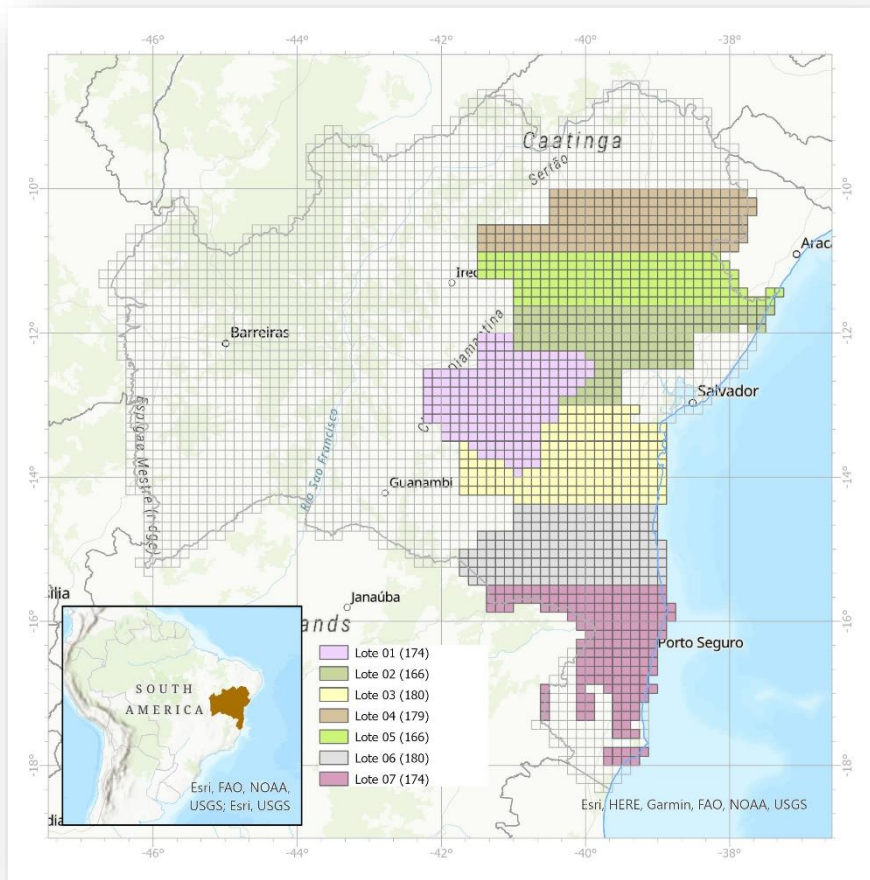 -46° -44° -42° -40° -38°
Caatinga
Sertão
-10° -10°
Arac
Irec
Diamantina
-12° -12°
Barreiras
Salvador
Espigão Mestre (ridge)
Rio São Francisco
-14° -14°
Guanambi
Janaúba
ília
-16° -16°
ands
Porto Seguro
Lote 01 (174)
Lote 02 (166)
Lote 03 (180)
Lote 04 (179)
Lote 05 (166)
Lote 06 (180)
Lote 07 (174)
SOUTH
AMERICA
-18° -18°
Esri, FAO, NOAA,
USGS; Esri, USGS
Esri, HERE, Garmin, FAO, NOAA, USGS
dia
-46° -44° -42° -40° -38°